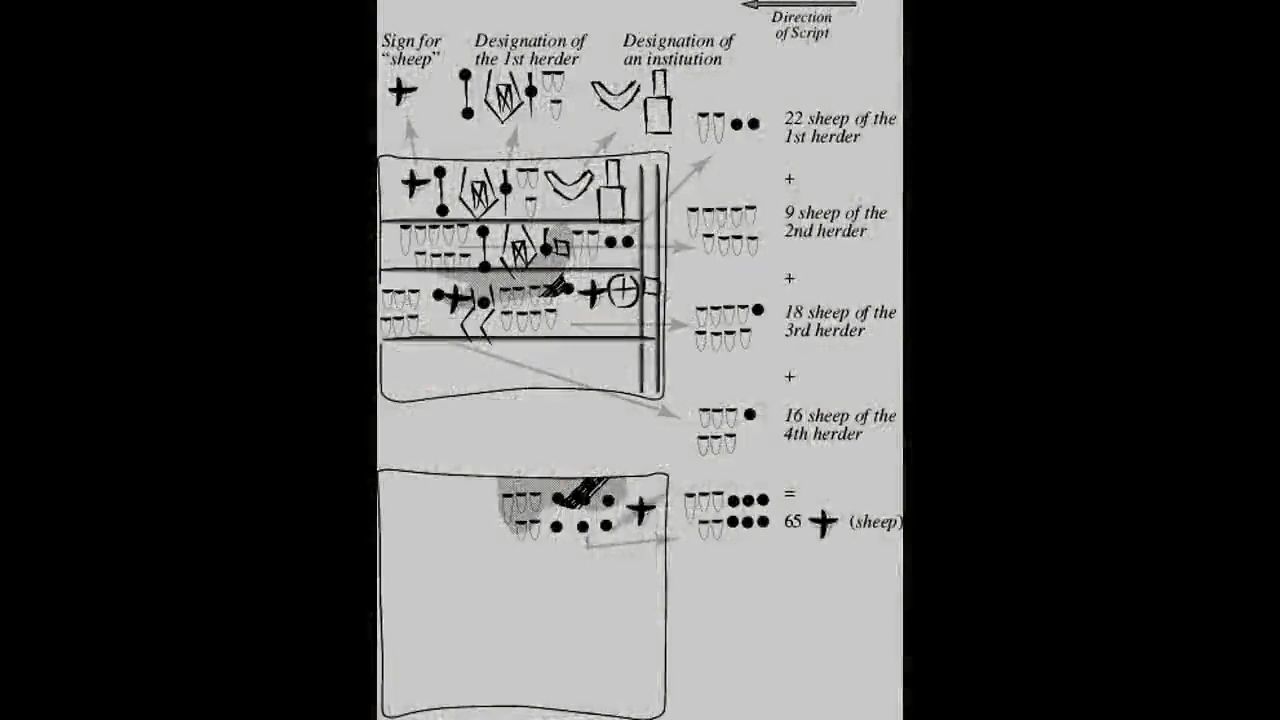 Direction
of Script
Sign for
“sheep”
Designation of
the 1st herder
Designation of
an institution
22 sheep of the
1st herder
+
9 sheep of the
2nd herder
+
18 sheep of the
3rd herder
+
16 sheep of the
4th herder
=
65 (sheep)